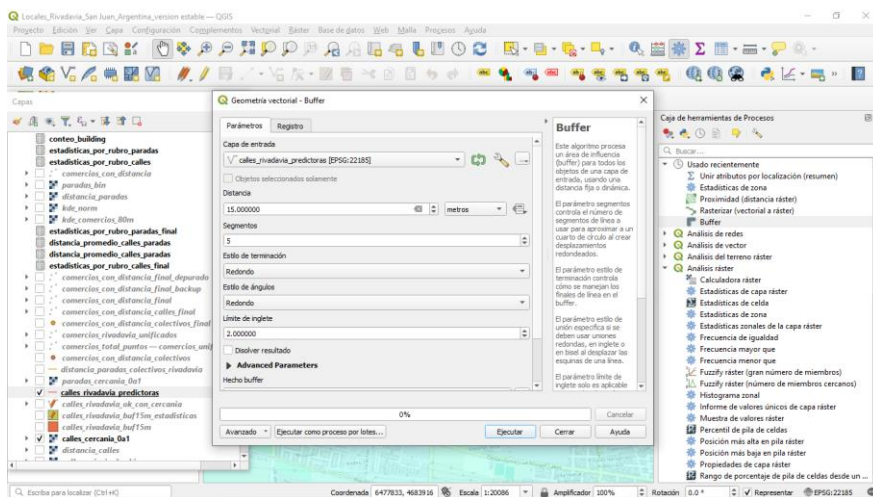 Locales_Rivadavia_San Juan_Argentina_version estable — QGIS
Proyecto Edición Ver Capa Configuración Complementos Vectorial Ráster Base de datos Web Malla Procesos Ayuda
Capas
conteo_building
estadisticas_por_rubro_paradas
estadisticas_por_rubro_calles
comercios_con_distancia
paradas_bin
distancia_paradas
kde_norm
kde_comercios_80m
estadisticas_por_rubro_paradas_final
distancia_promedio_calles_paradas
distancia_promedio_calles_paradas
estadisticas_por_rubro_calles_final
comercios_con_distancia_final_depurado
comercios_con_distancia_final_backup
comercios_con_distancia_final
comercios_con_distancia_calles_final
comercios_con_distancia_colectivos_final
comercios_rivadavia_unificados
comercios_total_puntos — comercios_unif
comercios_con_distancia_colectivos
distancia_paradas_colectivos_rivadavia
paradas_cercania_0a1
calles_rivadavia_predictoras
calles_rivadavia_ok_con_cercania
calles_rivadavia_buf15m_estadisticas
calles_rivadavia_buf15m
calles_cercania_0a1
distancia_calles
Geometría vectorial - Buffer
Parámetros Registro
Capa de entrada
calles_rivadavia_predictoras [EPSG:22185]
Objetos seleccionados solamente
Distancia
15.000000 metros
Segmentos
5
Estilo de terminación
Redondo
Estilo de ángulos
Redondo
Límite de inglete
2.000000
Disolver resultado
Advanced Parameters
Hecho buffer
Buffer
Este algoritmo procesa
un área de influencia
(buffer) para todos los
objetos de una capa de
entrada, usando una
distancia fija o dinámica.
El parámetro segmentos
controla el número de
segmentos de línea a
usar para aproximar a un
cuarto de círculo al crear
desplazamientos
redondeados.
El parámetro estilo de
terminación controla
cómo se manejan los
finales de línea en el
buffer.
El parámetro estilo de
unión especifica si se
deben usar uniones
redondas, en inglete o
en bisel al desplazar las
esquinas de una línea.
El parámetro límite de
inglete solo es aplicable
0%
Cancelar
Avanzado Ejecutar como proceso por lotes... Ejecutar Cerrar Ayuda
Caja de herramientas de Procesos
Buscar...
Usado recientemente
Unir atributos por localización (resumen)
Estadísticas de zona
Proximidad (distancia ráster)
Rasterizar (vectorial a ráster)
Buffer
Análisis de redes
Análisis de vector
Análisis del terreno ráster
Análisis ráster
Calculadora ráster
Estadísticas de capa ráster
Estadísticas de celda
Estadísticas de zona
Estadísticas zonales de la capa ráster
Frecuencia de igualdad
Frecuencia mayor que
Frecuencia menor que
Fuzzify ráster (gran número de miembros)
Fuzzify ráster (número de miembros cercanos)
Histograma zonal
Informe de valores únicos de capa ráster
Muestra de valores ráster
Percentil de pila de celdas
Posición más alta en pila ráster
Posición más baja en pila ráster
Propiedades de capa ráster
Rango de porcentaje de pila de celdas desde un ...
Escriba para localizar (Ctrl+K)
Coordenada 6477833, 4683916 Escala 1:20086 Amplificador 100% Rotación 0.0 ° Representar EPSG:22185